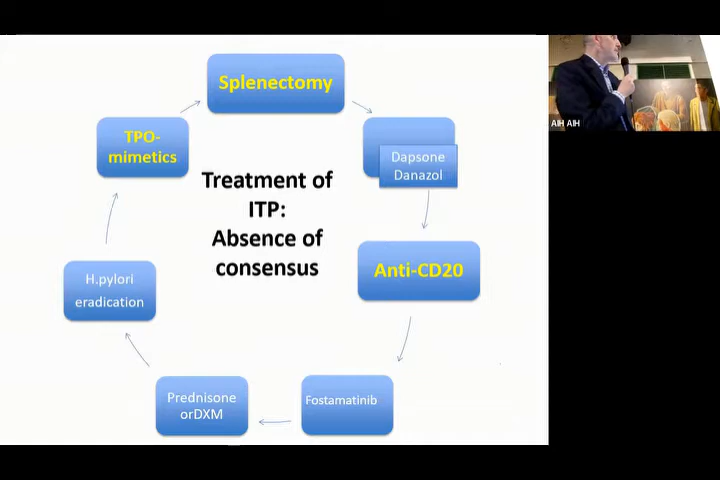 Splenectomy
TPO-
mimetics
Dapsone
Danazol
Treatment of
ITP:
Absence of
consensus
Anti-CD20
H.pylori
eradication
Prednisone
orDXM
Fostamatinib
AIH AIH